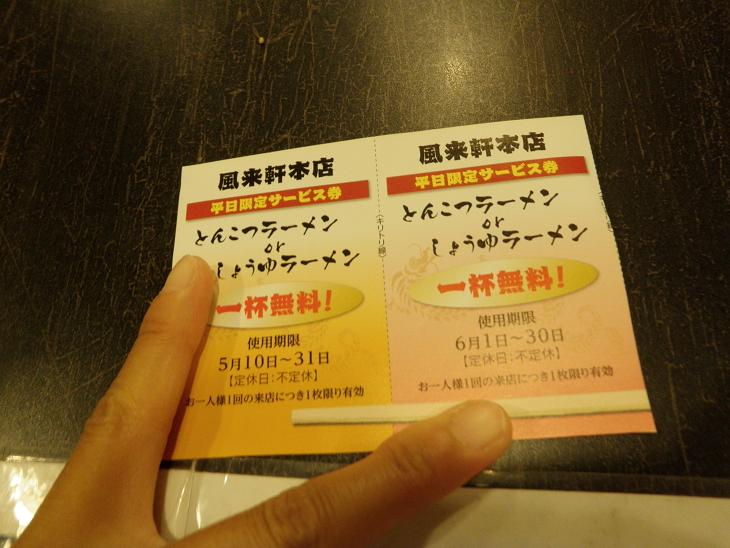 風来軒本店
平日限定サービス券
とんこつラーメン
or
しょうゆラーメン
一杯無料!
使用期限
5月10日〜31日
【定休日:不定休】
お一人様1回の来店につき1枚限り有効
〈キリトリ線〉
風来軒本店
平日限定サービス券
とんこつラーメン
or
しょうゆラーメン
一杯無料!
使用期限
6月1日〜30日
【定休日:不定休】
お一人様1回の来店につき1枚限り有効